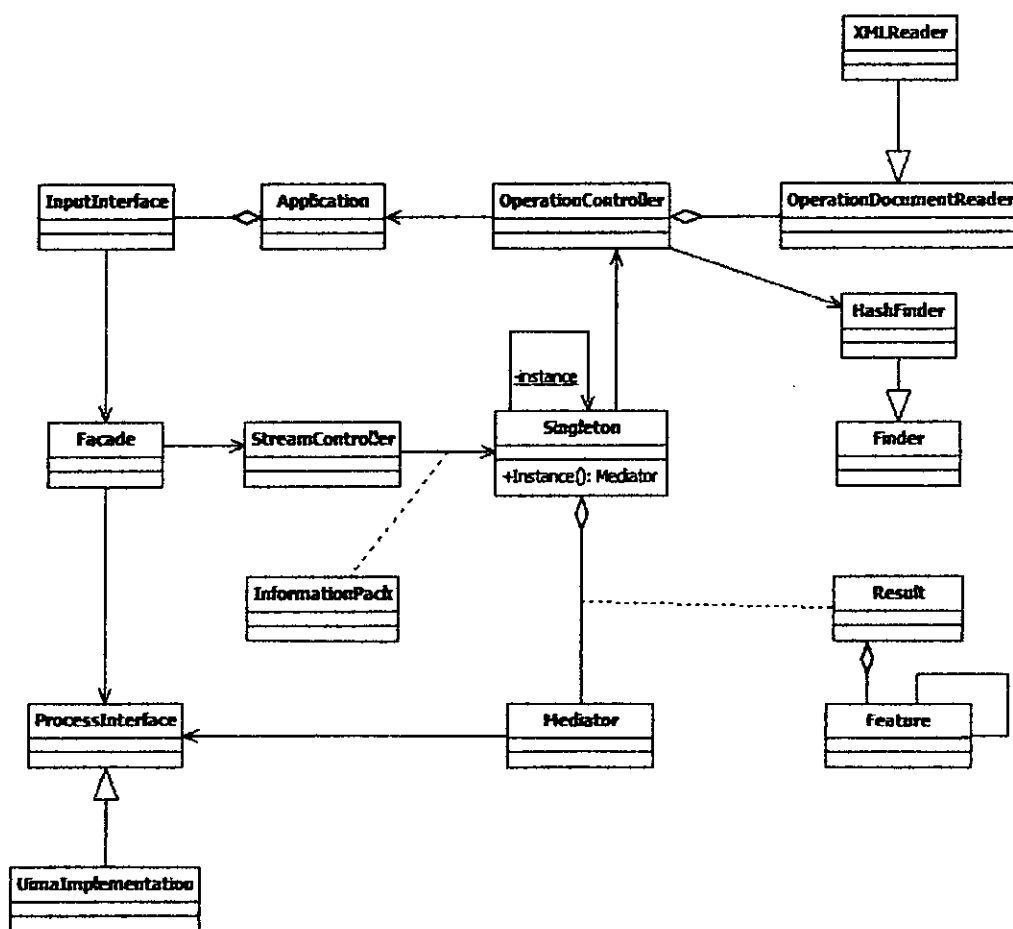 XMLReader
InputInterface
Application
OperationController
OperationDocumentReader
HashFinder
-instance
Singleton
+Instance(): Mediator
Facade
StreamController
Finder
InformationPack
Result
ProcessInterface
Mediator
Feature
UimaImplementation